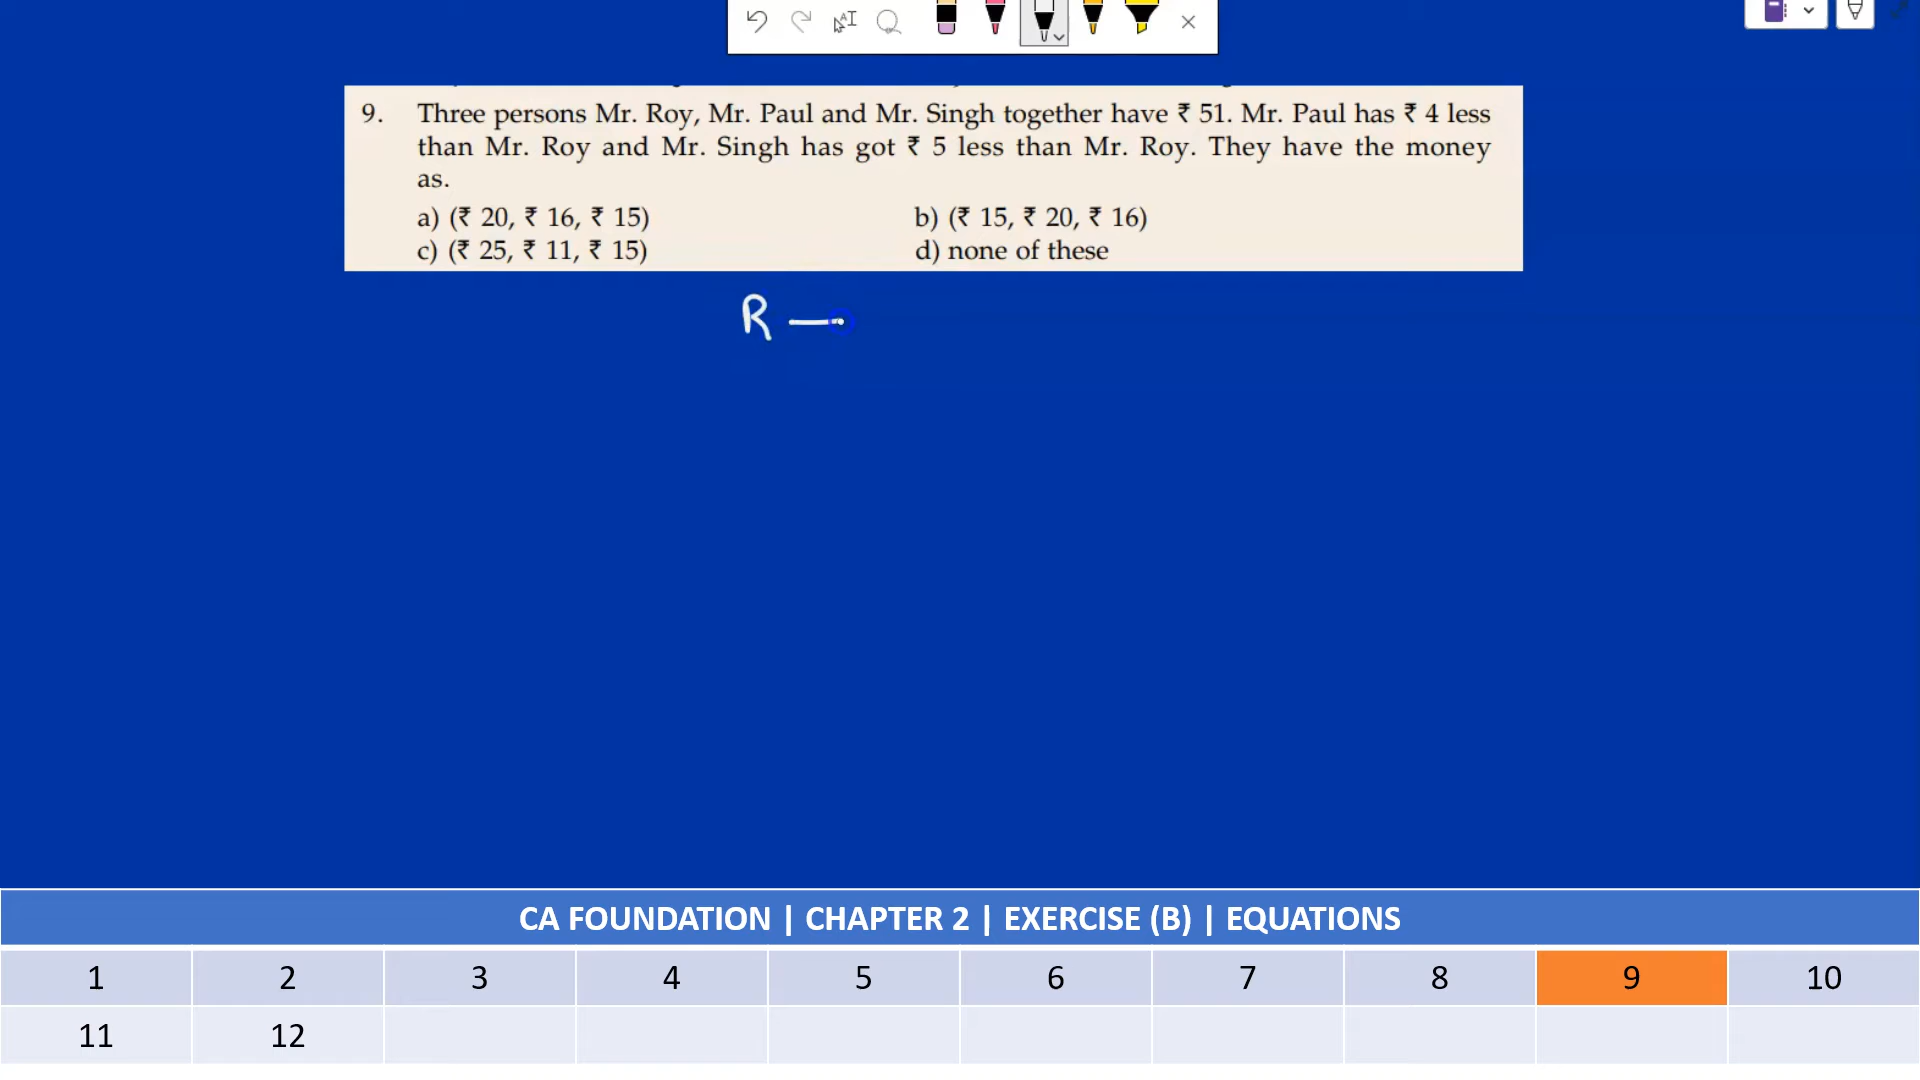 9. Three persons Mr. Roy, Mr. Paul and Mr. Singh together have ₹ 51. Mr. Paul has ₹ 4 less
than Mr. Roy and Mr. Singh has got ₹ 5 less than Mr. Roy. They have the money
as.
a) (₹ 20, ₹ 16, ₹ 15) b) (₹ 15, ₹ 20, ₹ 16)
c) (₹ 25, ₹ 11, ₹ 15) d) none of these
R —
CA FOUNDATION | CHAPTER 2 | EXERCISE (B) | EQUATIONS
1 2 3 4 5 6 7 8 9 10
11 12